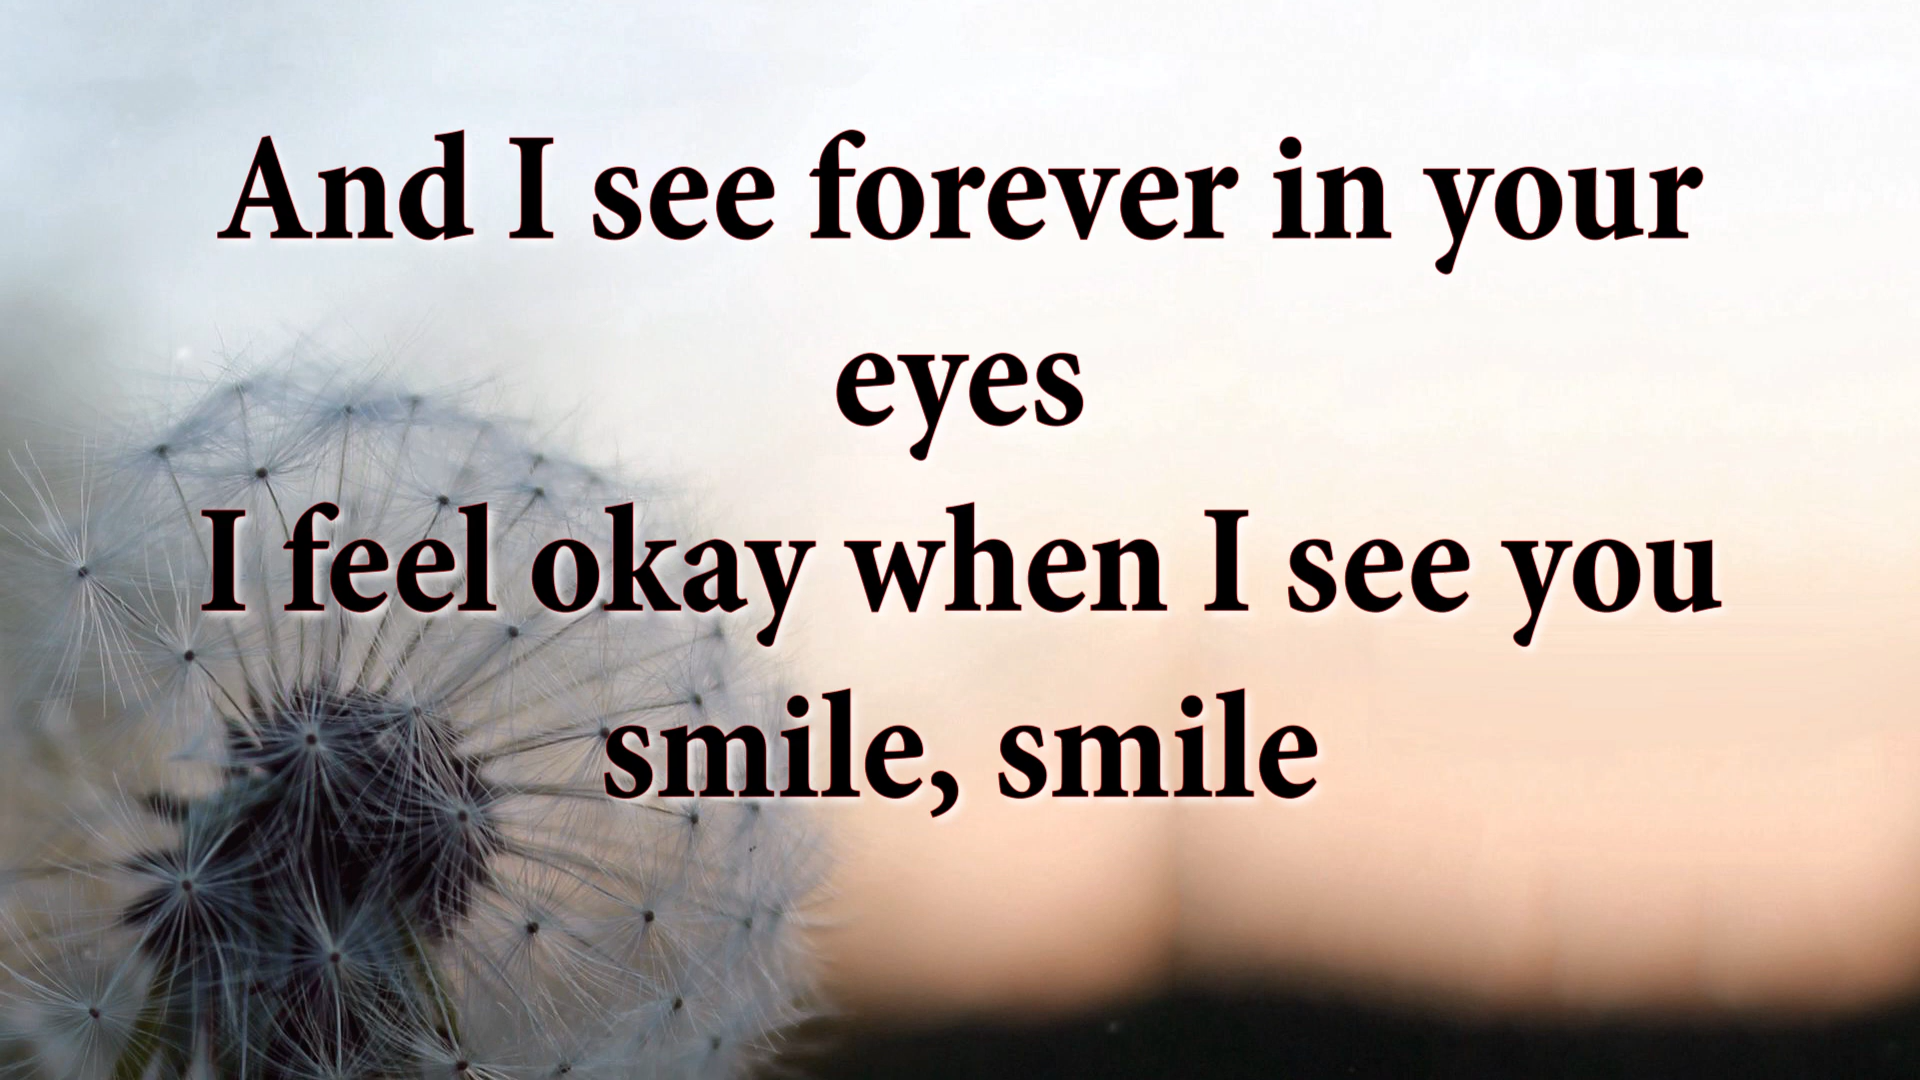 And I see forever in your
eyes
I feel okay when I see you
smile, smile